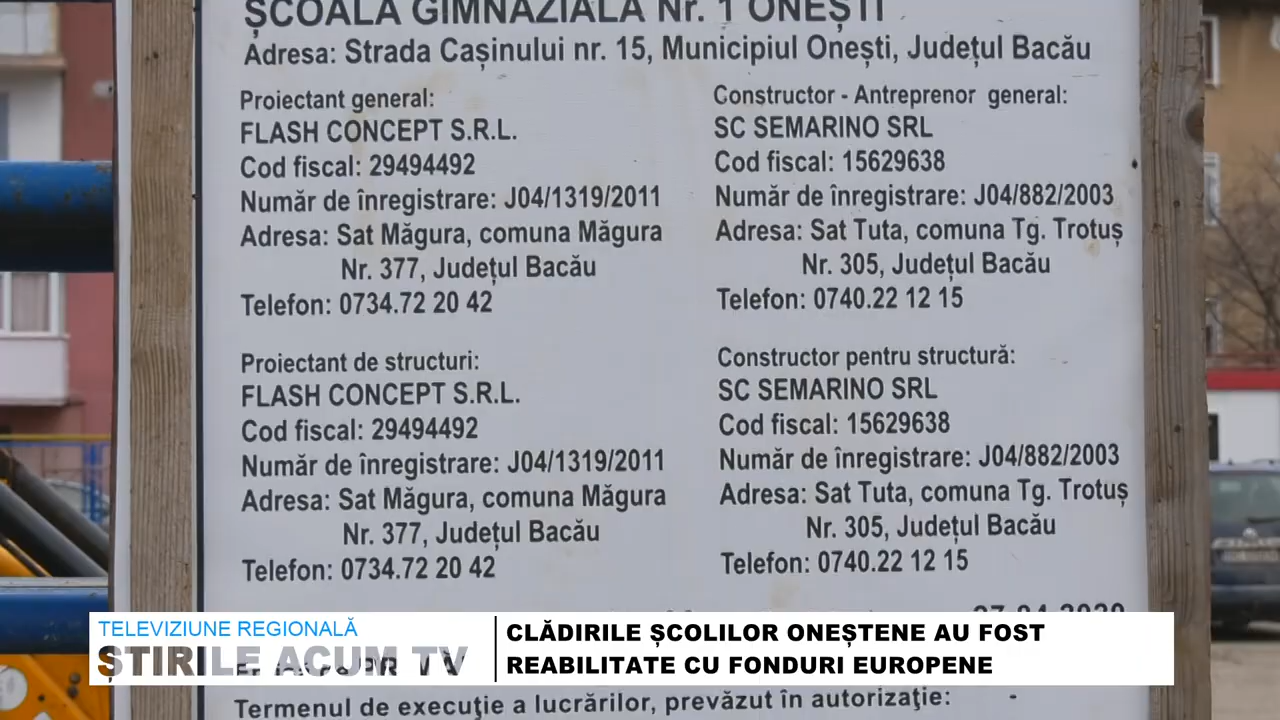 ȘCOALA GIMNAZIALĂ Nr. 1 ONEȘTI
Adresa: Strada Cașinului nr. 15, Municipiul Onești, Județul Bacău
Proiectant general:
FLASH CONCEPT S.R.L.
Cod fiscal: 29494492
Număr de înregistrare: J04/1319/2011
Adresa: Sat Măgura, comuna Măgura
Nr. 377, Județul Bacău
Telefon: 0734.72 20 42
Constructor - Antreprenor general:
SC SEMARINO SRL
Cod fiscal: 15629638
Număr de înregistrare: J04/882/2003
Adresa: Sat Tuta, comuna Tg. Trotuș
Nr. 305, Județul Bacău
Telefon: 0740.22 12 15
Proiectant de structuri:
FLASH CONCEPT S.R.L.
Cod fiscal: 29494492
Număr de înregistrare: J04/1319/2011
Adresa: Sat Măgura, comuna Măgura
Nr. 377, Județul Bacău
Telefon: 0734.72 20 42
Constructor pentru structură:
SC SEMARINO SRL
Cod fiscal: 15629638
Număr de înregistrare: J04/882/2003
Adresa: Sat Tuta, comuna Tg. Trotuș
Nr. 305, Județul Bacău
Telefon: 0740.22 12 15
TELEVIZIUNE REGIONALĂ
ȘTIRILE ACUM TV
CLĂDIRILE ȘCOLILOR ONEȘTENE AU FOST
REABILITATE CU FONDURI EUROPENE
Termenul de execuţie a lucrărilor, prevăzut în autorizaţie: -